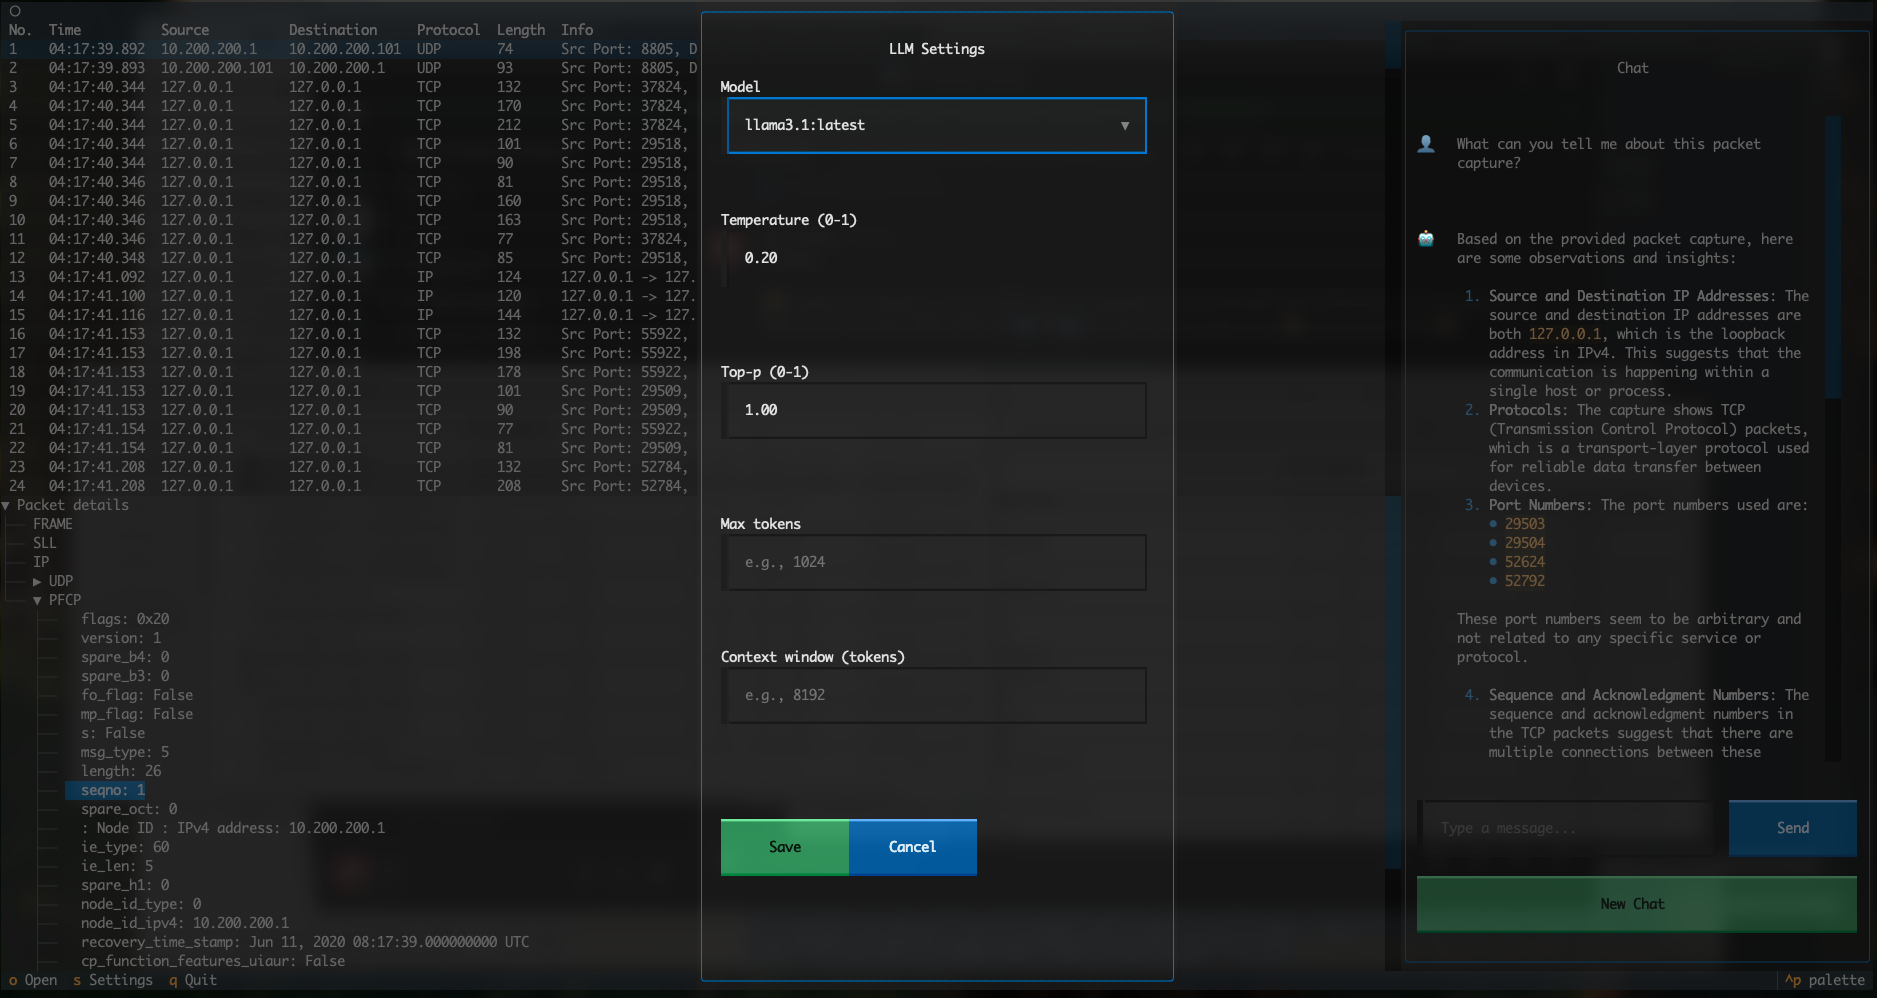 No. Time Source Destination Protocol Length Info
1 04:17:39.892 10.200.200.1 10.200.200.101 UDP 74 Src Port: 8805, D
2 04:17:39.893 10.200.200.101 10.200.200.1 UDP 93 Src Port: 8805, D
3 04:17:40.344 127.0.0.1 127.0.0.1 TCP 132 Src Port: 37824,
4 04:17:40.344 127.0.0.1 127.0.0.1 TCP 170 Src Port: 37824,
5 04:17:40.344 127.0.0.1 127.0.0.1 TCP 212 Src Port: 37824,
6 04:17:40.344 127.0.0.1 127.0.0.1 TCP 101 Src Port: 29518,
7 04:17:40.344 127.0.0.1 127.0.0.1 TCP 90 Src Port: 29518,
8 04:17:40.346 127.0.0.1 127.0.0.1 TCP 81 Src Port: 29518,
9 04:17:40.346 127.0.0.1 127.0.0.1 TCP 160 Src Port: 29518,
10 04:17:40.346 127.0.0.1 127.0.0.1 TCP 163 Src Port: 29518,
11 04:17:40.346 127.0.0.1 127.0.0.1 TCP 77 Src Port: 37824,
12 04:17:40.348 127.0.0.1 127.0.0.1 TCP 85 Src Port: 29518,
13 04:17:41.092 127.0.0.1 127.0.0.1 IP 124 127.0.0.1 -> 127.
14 04:17:41.100 127.0.0.1 127.0.0.1 IP 120 127.0.0.1 -> 127.
15 04:17:41.116 127.0.0.1 127.0.0.1 IP 144 127.0.0.1 -> 127.
16 04:17:41.153 127.0.0.1 127.0.0.1 TCP 132 Src Port: 55922,
17 04:17:41.153 127.0.0.1 127.0.0.1 TCP 198 Src Port: 55922,
18 04:17:41.153 127.0.0.1 127.0.0.1 TCP 178 Src Port: 55922,
19 04:17:41.153 127.0.0.1 127.0.0.1 TCP 101 Src Port: 29509,
20 04:17:41.153 127.0.0.1 127.0.0.1 TCP 90 Src Port: 29509,
21 04:17:41.154 127.0.0.1 127.0.0.1 TCP 77 Src Port: 55922,
22 04:17:41.154 127.0.0.1 127.0.0.1 TCP 81 Src Port: 29509,
23 04:17:41.208 127.0.0.1 127.0.0.1 TCP 132 Src Port: 52784,
24 04:17:41.208 127.0.0.1 127.0.0.1 TCP 208 Src Port: 52784,
▼ Packet details
FRAME
SLL
IP
▶ UDP
▼ PFCP
flags: 0x20
version: 1
spare_b4: 0
spare_b3: 0
fo_flag: False
mp_flag: False
s: False
msg_type: 5
length: 26
seqno: 1
spare_oct: 0
: Node ID : IPv4 address: 10.200.200.1
ie_type: 60
ie_len: 5
spare_h1: 0
node_id_type: 0
node_id_ipv4: 10.200.200.1
recovery_time_stamp: Jun 11, 2020 08:17:39.000000000 UTC
cp_function_features_uiaur: False
LLM Settings
Model
llama3.1:latest ▼
Temperature (0-1)
0.20
Top-p (0-1)
1.00
Max tokens
e.g., 1024
Context window (tokens)
e.g., 8192
Save Cancel
Chat
What can you tell me about this packet
capture?
Based on the provided packet capture, here
are some observations and insights:
1. Source and Destination IP Addresses: The
source and destination IP addresses are
both 127.0.0.1, which is the loopback
address in IPv4. This suggests that the
communication is happening within a
single host or process.
2. Protocols: The capture shows TCP
(Transmission Control Protocol) packets,
which is a transport-layer protocol used
for reliable data transfer between
devices.
3. Port Numbers: The port numbers used are:
• 29503
• 29504
• 52624
• 52792
These port numbers seem to be arbitrary and
not related to any specific service or
protocol.
4. Sequence and Acknowledgment Numbers: The
sequence and acknowledgment numbers in
the TCP packets suggest that there are
multiple connections between these
Type a message... Send
New Chat
o Open s Settings q Quit ^p palette